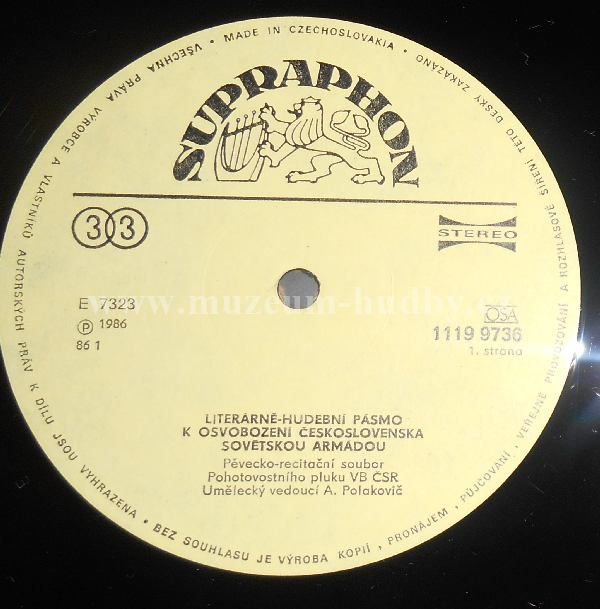 • MADE IN CZECHOSLOVAKIA •
VŠECHNA PRÁVA VÝROBCE A VLASTNÍKŮ AUTORSKÝCH PRÁV K DÍLU JSOU VYHRAZENA • BEZ SOUHLASU JE VÝROBA KOPIÍ, PRONÁJEM, PŮJČOVÁNÍ, VEŘEJNÉ PROVOZOVÁNÍ A ROZHLASOVÉ ŠÍŘENÍ TÉTO DESKY ZAKÁZÁNO
SUPRAPHON
33
STEREO
www.muzeum-hudby.cz
E 7323
Ⓟ 1986
86 1
OSA
1119 9736
1. strana
LITERÁRNĚ-HUDEBNÍ PÁSMO
K OSVOBOZENÍ ČESKOSLOVENSKA
SOVĚTSKOU ARMÁDOU
Pěvecko-recitační soubor
Pohotovostního pluku VB ČSR
Umělecký vedoucí A. Polakovič